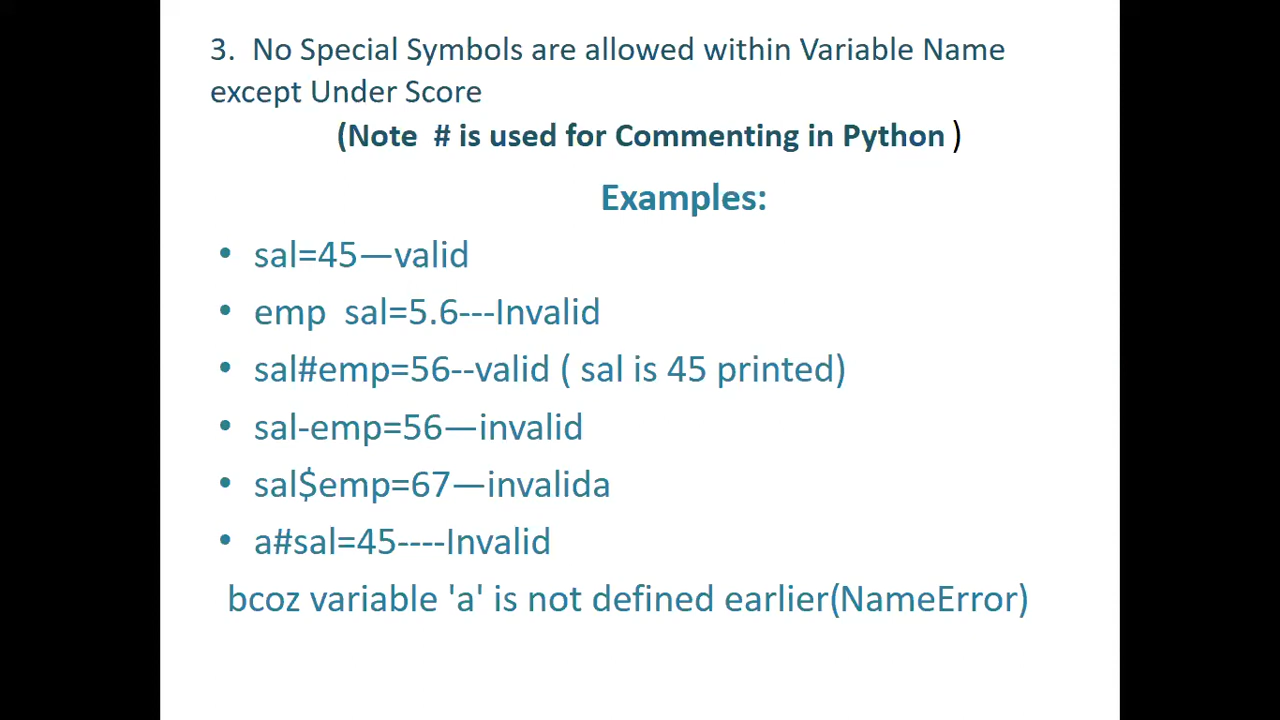 3. No Special Symbols are allowed within Variable Name
except Under Score
(Note # is used for Commenting in Python )
Examples:
• sal=45—valid
• emp sal=5.6---Invalid
• sal#emp=56--valid ( sal is 45 printed)
• sal-emp=56—invalid
• sal$emp=67—invalida
• a#sal=45----Invalid
bcoz variable 'a' is not defined earlier(NameError)